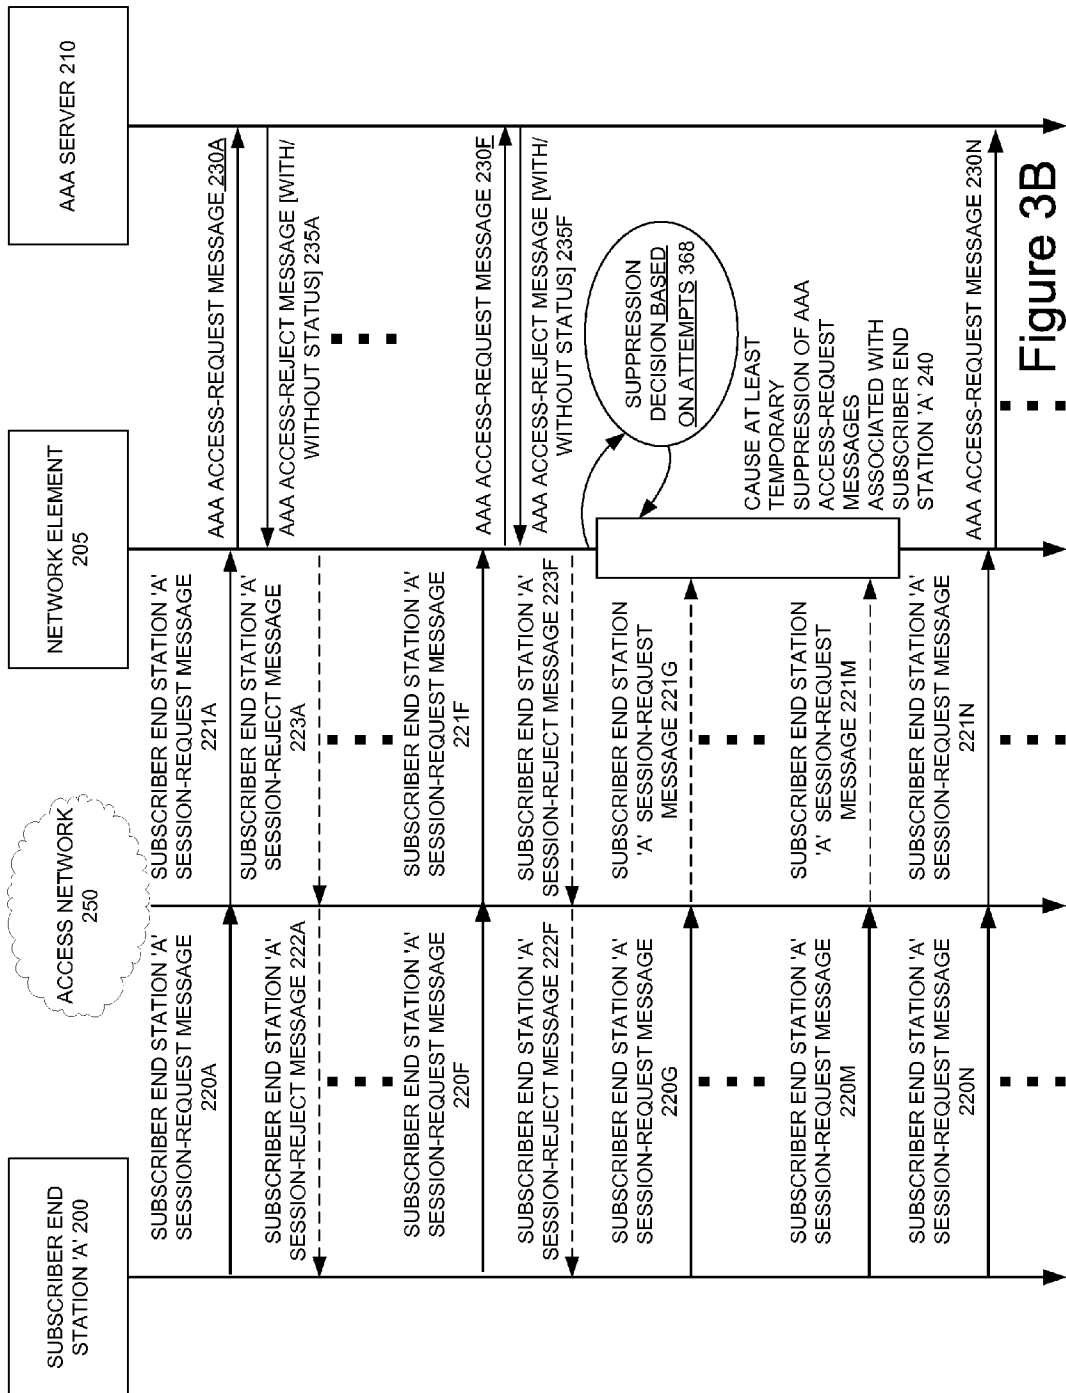 SUBSCRIBER END
STATION 'A' 200
ACCESS NETWORK
250
NETWORK ELEMENT
205
AAA SERVER 210
SUBSCRIBER END STATION 'A'
SESSION-REQUEST MESSAGE
220A
SUBSCRIBER END STATION 'A'
SESSION-REQUEST MESSAGE
221A
AAA ACCESS-REQUEST MESSAGE 230A
SUBSCRIBER END STATION 'A'
SESSION-REJECT MESSAGE 222A
SUBSCRIBER END STATION 'A'
SESSION-REJECT MESSAGE
223A
AAA ACCESS-REJECT MESSAGE [WITH/
WITHOUT STATUS] 235A
SUBSCRIBER END STATION 'A'
SESSION-REQUEST MESSAGE
220F
SUBSCRIBER END STATION 'A'
SESSION-REQUEST MESSAGE
221F
AAA ACCESS-REQUEST MESSAGE 230F
SUBSCRIBER END STATION 'A'
SESSION-REJECT MESSAGE 222F
SUBSCRIBER END STATION 'A'
SESSION-REJECT MESSAGE 223F
AAA ACCESS-REJECT MESSAGE [WITH/
WITHOUT STATUS] 235F
SUPPRESSION
DECISION BASED
ON ATTEMPTS 368
SUBSCRIBER END STATION 'A'
SESSION-REQUEST MESSAGE
220G
SUBSCRIBER END STATION
'A' SESSION-REQUEST
MESSAGE 221G
CAUSE AT LEAST
TEMPORARY
SUPPRESSION OF AAA
ACCESS-REQUEST
MESSAGES
ASSOCIATED WITH
SUBSCRIBER END
STATION 'A' 240
SUBSCRIBER END STATION 'A'
SESSION-REQUEST MESSAGE
220M
SUBSCRIBER END STATION
'A' SESSION-REQUEST
MESSAGE 221M
SUBSCRIBER END STATION 'A'
SESSION-REQUEST MESSAGE
220N
SUBSCRIBER END STATION 'A'
SESSION-REQUEST MESSAGE
221N
AAA ACCESS-REQUEST MESSAGE 230N
Figure 3B